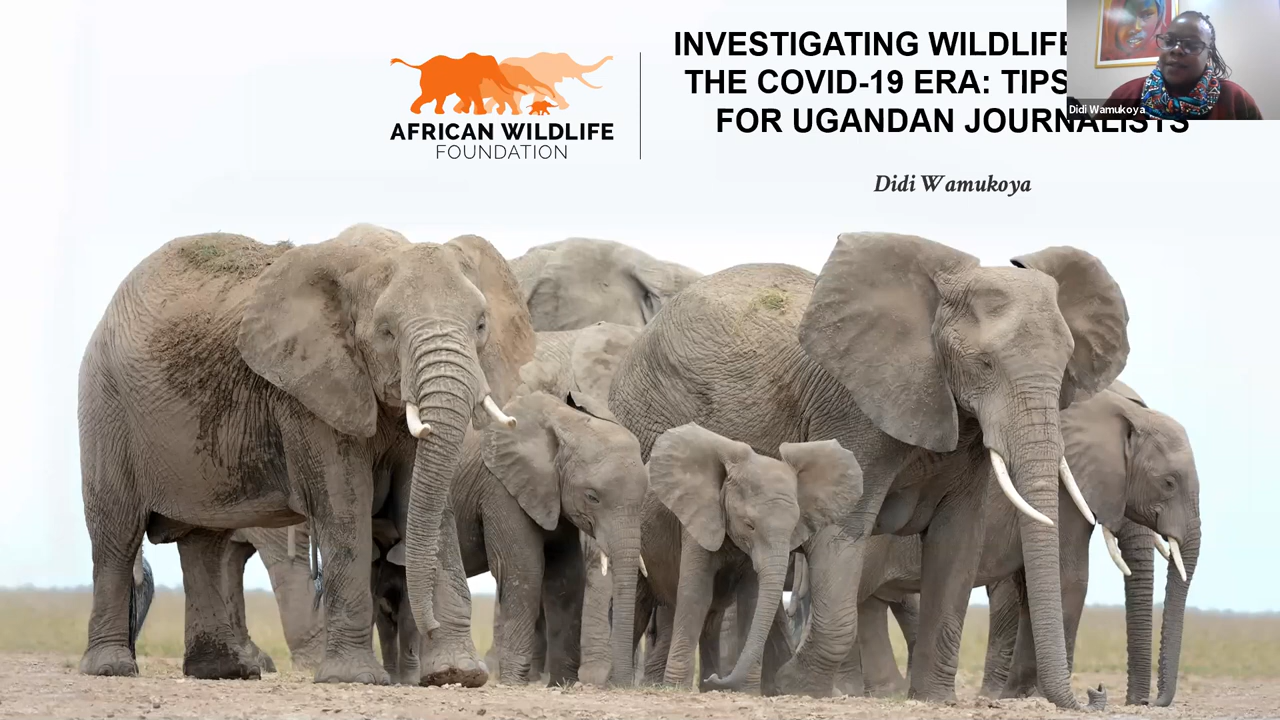 AFRICAN WILDLIFE
FOUNDATION
INVESTIGATING WILDLIFE
THE COVID-19 ERA: TIPS
FOR UGANDAN JOURNALISTS
Didi Wamukoya
Didi Wamukoya